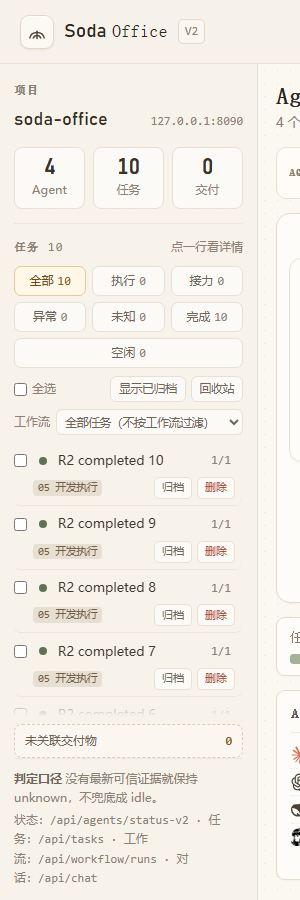 Soda Office V2
项目
soda-office 127.0.0.1:8090
4 10 0
Agent 任务 交付
任务 10 点一行看详情
全部 10 执行 0 接力 0
异常 0 未知 0 完成 10
空闲 0
全选 显示已归档 回收站
工作流 全部任务（不按工作流过滤）
R2 completed 10 1/1
05 开发执行 归档 删除
R2 completed 9 1/1
05 开发执行 归档 删除
R2 completed 8 1/1
05 开发执行 归档 删除
R2 completed 7 1/1
05 开发执行 归档 删除
R2 completed 6 1/1
未关联交付物 0
判定口径 没有最新可信证据就保持
unknown，不兜底成 idle。
状态: /api/agents/status-v2 · 任
务: /api/tasks · 工作
流: /api/workflow/runs · 对
话: /api/chat
Ag
4 个
AG
任
A